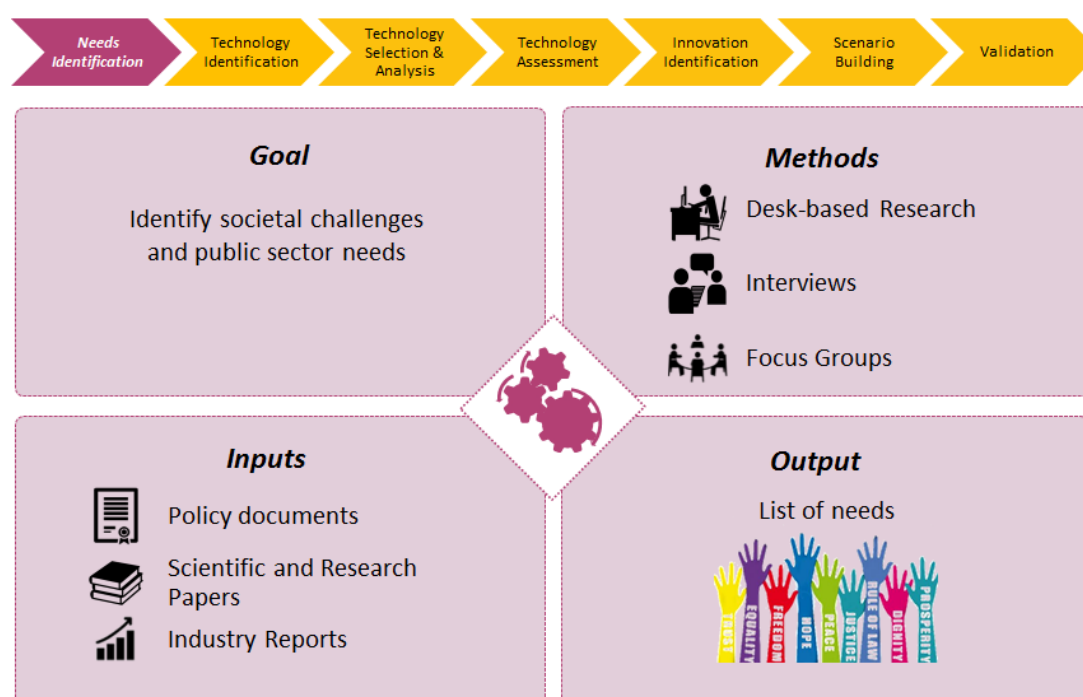 Needs
Identification
Technology
Identification
Technology
Selection &
Analysis
Technology
Assessment
Innovation
Identification
Scenario
Building
Validation
Goal
Identify societal challenges
and public sector needs
Methods
Desk-based Research
Interviews
Focus Groups
Inputs
Policy documents
Scientific and Research
Papers
Industry Reports
Output
List of needs
TRUST
EQUALITY
FREEDOM
HOPE
PEACE
JUSTICE
RULE OF LAW
DIGNITY
PROSPERITY